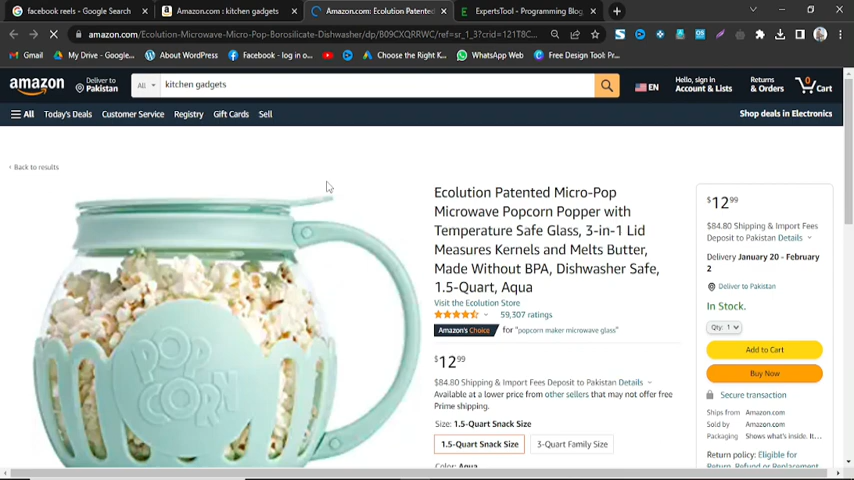 facebook reels - Google Search
Amazon.com : kitchen gadgets
Amazon.com: Ecolution Patented
ExpertsTool - Programming Blog
amazon.com/Ecolution-Microwave-Micro-Pop-Borosilicate-Dishwasher/dp/B09CXQRRWC/ref=sr_1_3?crid=121T8C...
Gmail
My Drive - Google...
About WordPress
Facebook - log in o...
YouTube
Choose the Right K...
WhatsApp Web
Free Design Tool: Pr...
amazon
Deliver to
Pakistan
All
kitchen gadgets
EN
Hello, sign in
Account & Lists
Returns
& Orders
0
Cart
All
Today's Deals
Customer Service
Registry
Gift Cards
Sell
Shop deals in Electronics
‹ Back to results
POP
CORN
Ecolution Patented Micro-Pop
Microwave Popcorn Popper with
Temperature Safe Glass, 3-in-1 Lid
Measures Kernels and Melts Butter,
Made Without BPA, Dishwasher Safe,
1.5-Quart, Aqua
Visit the Ecolution Store
59,307 ratings
Amazon's Choice for "popcorn maker microwave glass"
$12.99
$84.80 Shipping & Import Fees Deposit to Pakistan Details
Available at a lower price from other sellers that may not offer free
Prime shipping.
Size: 1.5-Quart Snack Size
1.5-Quart Snack Size
3-Quart Family Size
Color: Aqua
$12.99
$84.80 Shipping & Import Fees
Deposit to Pakistan Details
Delivery January 20 - February
2
Deliver to Pakistan
In Stock.
Qty: 1
Add to Cart
Buy Now
Secure transaction
Ships from Amazon.com
Sold by Amazon.com
Packaging Shows what's inside. It...
Return policy: Eligible for
Return, Refund or Replacement